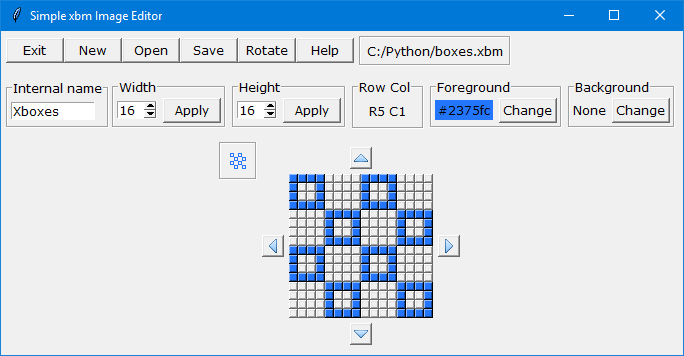 Simple xbm Image Editor
Exit New Open Save Rotate Help C:/Python/boxes.xbm
Internal name Width Height Row Col Foreground Background
Xboxes 16 Apply 16 Apply R5 C1 #2375fc Change None Change